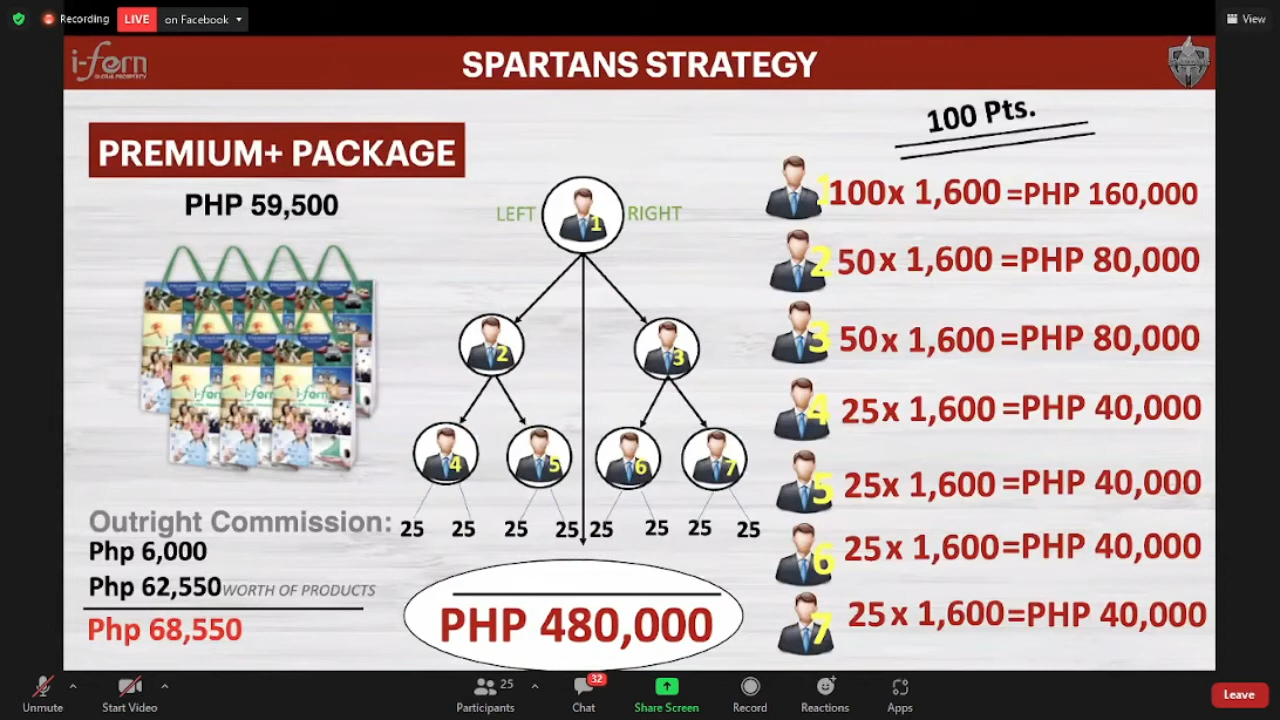 Recording
LIVE on Facebook
View
i-fern
GLOBAL PROSPERITY
SPARTANS STRATEGY
PREMIUM+ PACKAGE
PHP 59,500
LEFT
RIGHT
1
2
3
4
5
6
7
25 25 25 25 25 25 25 25
PHP 480,000
Outright Commission:
Php 6,000
Php 62,550 WORTH OF PRODUCTS
Php 68,550
100 Pts.
1 100x 1,600 =PHP 160,000
2 50x 1,600 =PHP 80,000
3 50x 1,600 =PHP 80,000
4 25x 1,600 =PHP 40,000
5 25x 1,600 =PHP 40,000
6 25x 1,600=PHP 40,000
7 25x 1,600=PHP 40,000
Unmute
Start Video
25
Participants
32
Chat
Share Screen
Record
Reactions
Apps
Leave